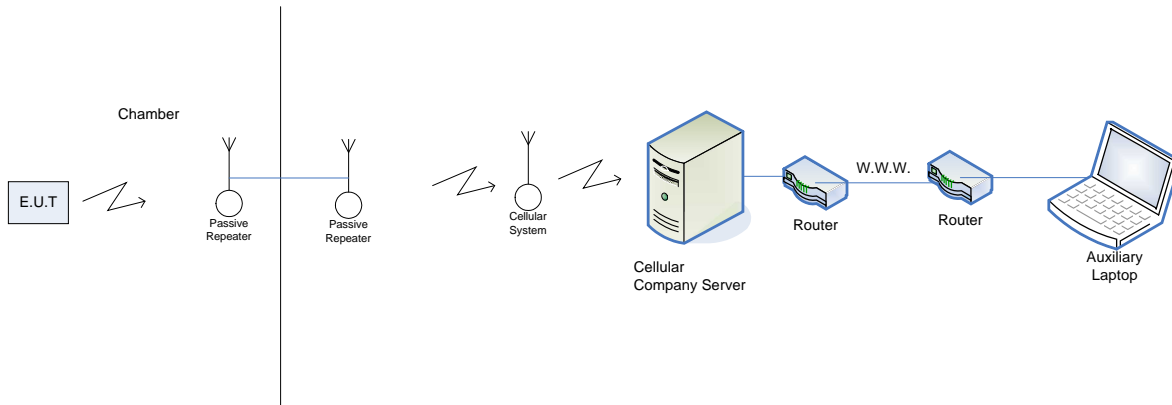 Chamber
E.U.T
Passive
Repeater
Passive
Repeater
Cellular
System
Cellular
Company Server
Router
W.W.W.
Router
Auxiliary
Laptop